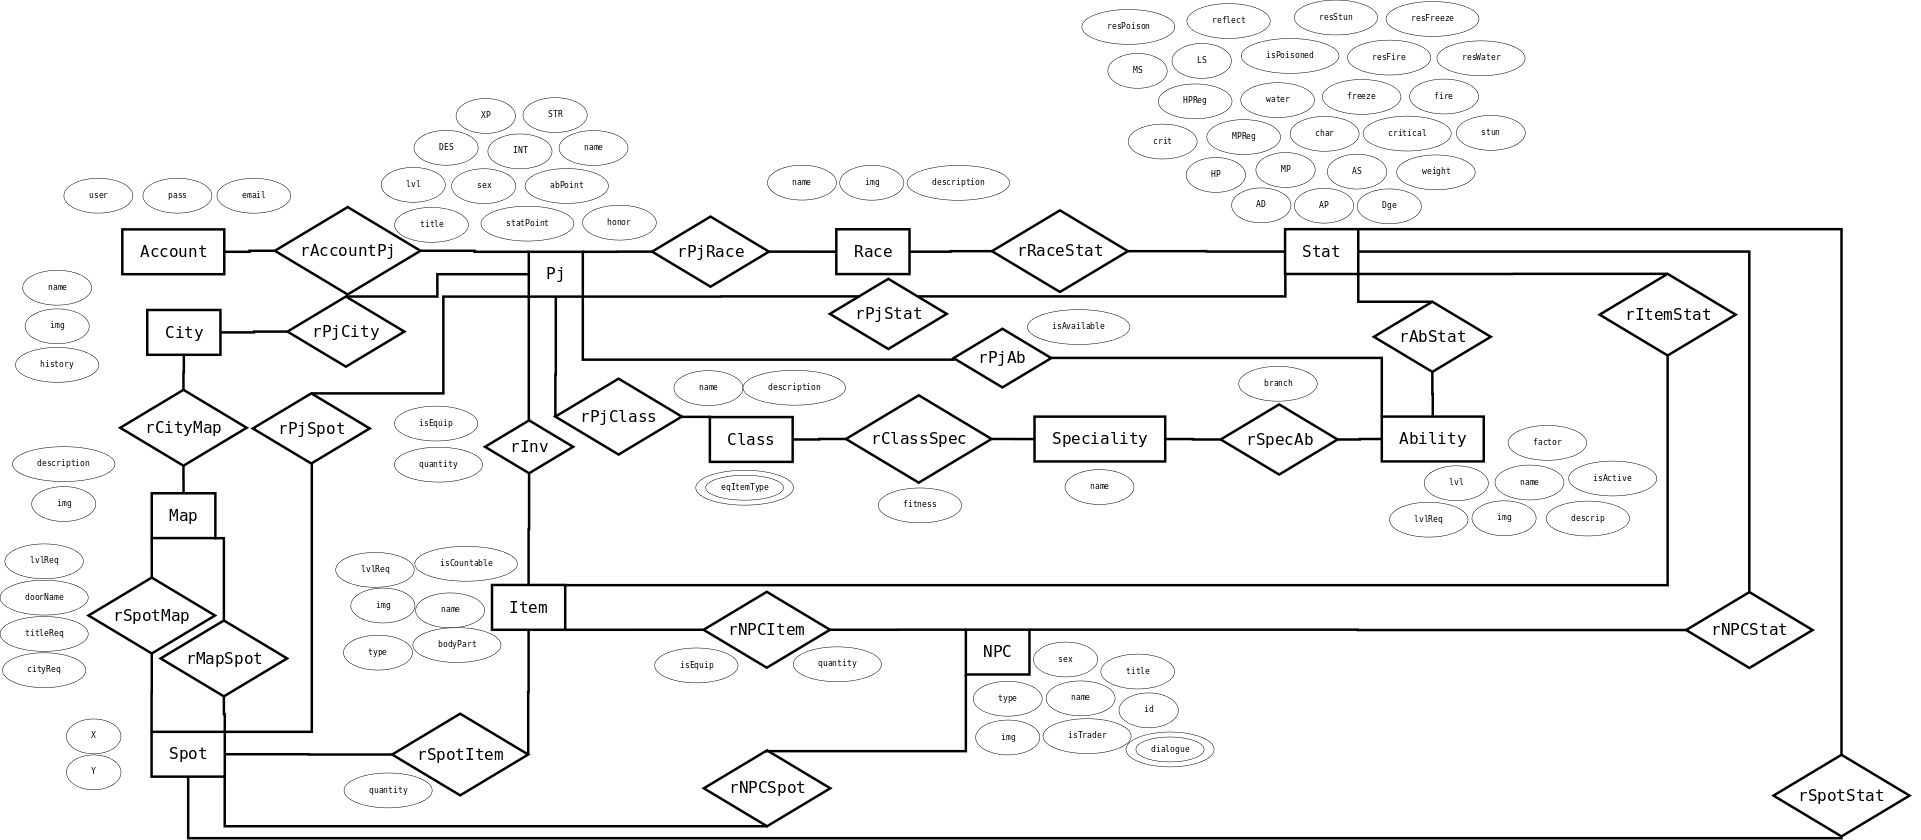 resPoison
reflect
resStun
resFreeze
MS
LS
isPoisoned
resFire
resWater
HPReg
water
freeze
fire
crit
MPReg
char
critical
stun
HP
MP
AS
weight
AD
AP
Dge
XP
STR
DES
INT
name
lvl
sex
abPoint
title
statPoint
honor
name
img
description
user
pass
email
Account
rAccountPj
Pj
rPjRace
Race
rRaceStat
Stat
name
img
history
City
rPjCity
rPjStat
isAvailable
rPjAb
rAbStat
rItemStat
rCityMap
rPjSpot
isEquip
quantity
rInv
rPjClass
name
description
Class
eqItemType
rClassSpec
fitness
Speciality
name
branch
rSpecAb
Ability
factor
lvl
name
isActive
lvlReq
img
descrip
description
img
Map
lvlReq
doorName
titleReq
cityReq
rSpotMap
rMapSpot
lvlReq
isCountable
img
name
type
bodyPart
Item
rNPCItem
isEquip
quantity
NPC
sex
title
type
name
id
img
isTrader
dialogue
rNPCStat
X
Y
Spot
rSpotItem
quantity
rNPCSpot
rSpotStat